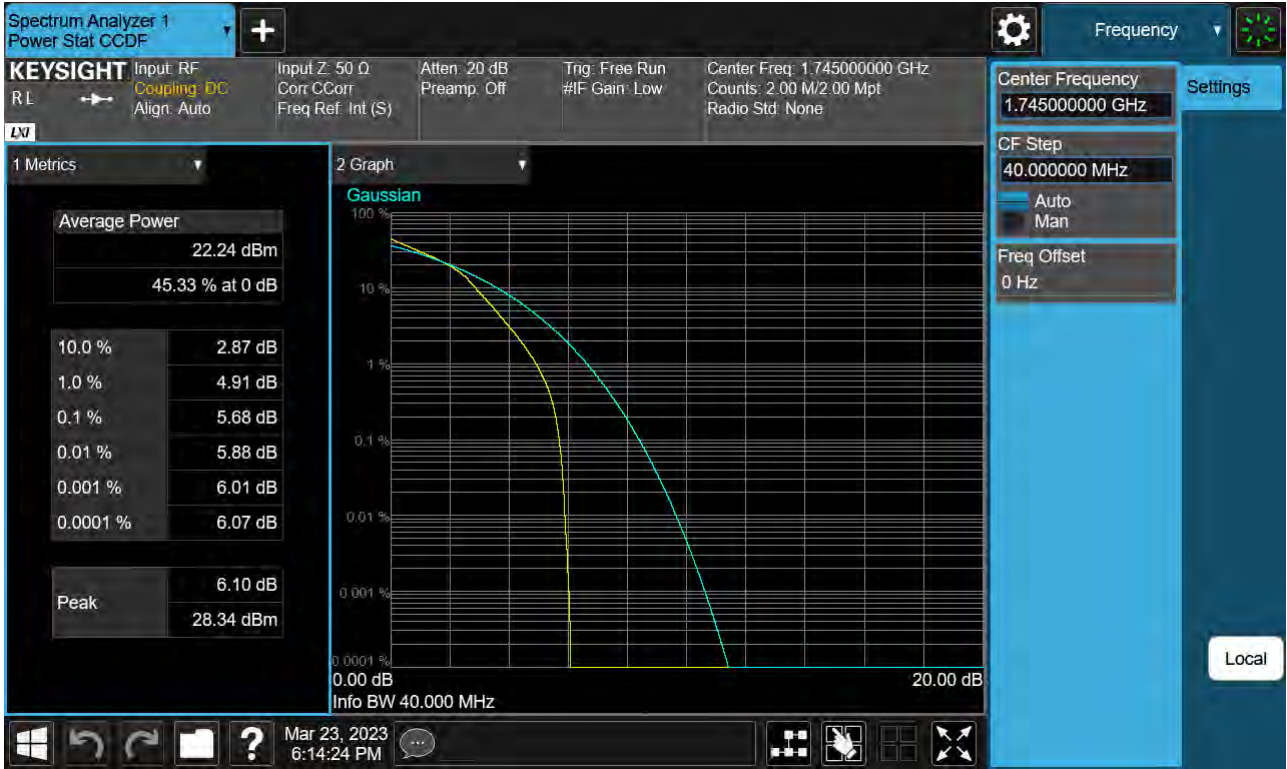 Spectrum Analyzer 1
Power Stat CCDF
Frequency
KEYSIGHT
RL
LXI
Input: RF
Coupling: DC
Align: Auto
Input Z: 50 Ω
Corr CCorr
Freq Ref: Int (S)
Atten: 20 dB
Preamp: Off
Trig: Free Run
#IF Gain: Low
Center Freq: 1.745000000 GHz
Counts: 2.00 M/2.00 Mpt
Radio Std: None
Center Frequency
1.745000000 GHz
Settings
CF Step
40.000000 MHz
Auto
Man
Freq Offset
0 Hz
1 Metrics
Average Power
22.24 dBm
45.33 % at 0 dB
10.0 % 2.87 dB
1.0 % 4.91 dB
0.1 % 5.68 dB
0.01 % 5.88 dB
0.001 % 6.01 dB
0.0001 % 6.07 dB
Peak
6.10 dB
28.34 dBm
2 Graph
Gaussian
100 %
10 %
1 %
0.1 %
0.01 %
0.001 %
0.0001 %
0.00 dB 20.00 dB
Info BW 40.000 MHz
Local
?
Mar 23, 2023
6:14:24 PM